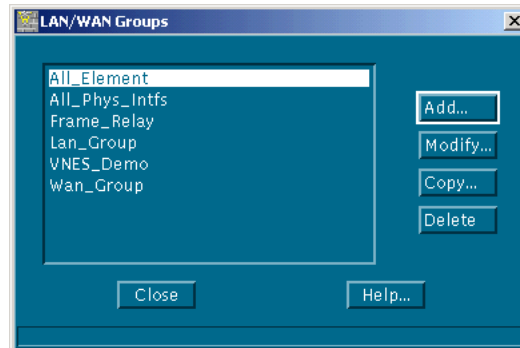 LAN/WAN Groups
All_Element
All_Phys_Intfs
Frame_Relay
Lan_Group
VNES_Demo
Wan_Group
Add...
Modify...
Copy...
Delete
Close
Help...